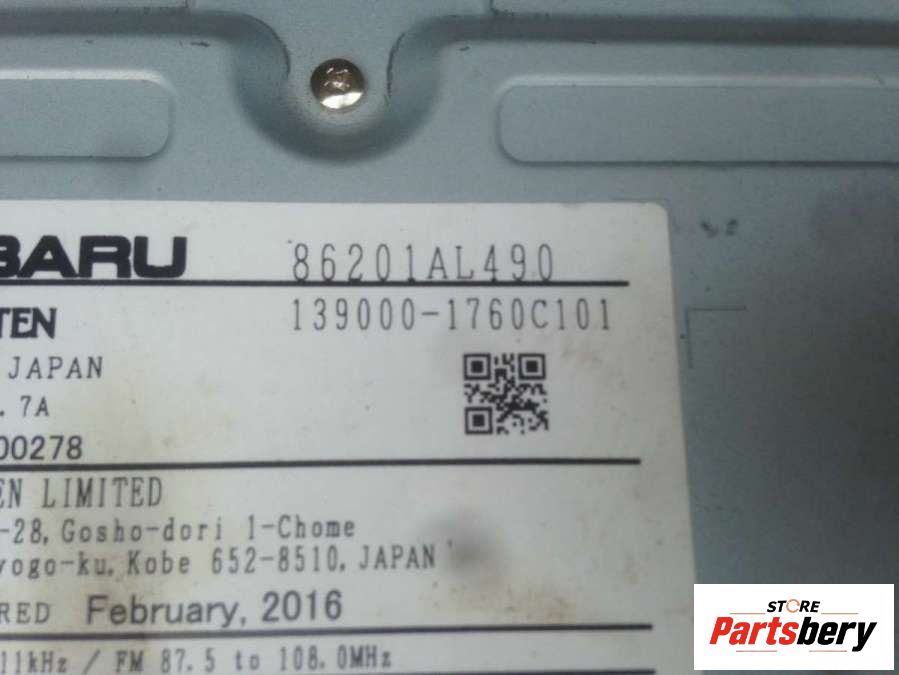 BARU 86201AL490
TEN 139000-1760C101
JAPAN
. 7A
00278
EN LIMITED
-28, Gosho-dori 1-Chome
yogo-ku, Kobe 652-8510, JAPAN
RED February, 2016
11kHz / FM 87.5 to 108.0MHz
STORE
Partsbery